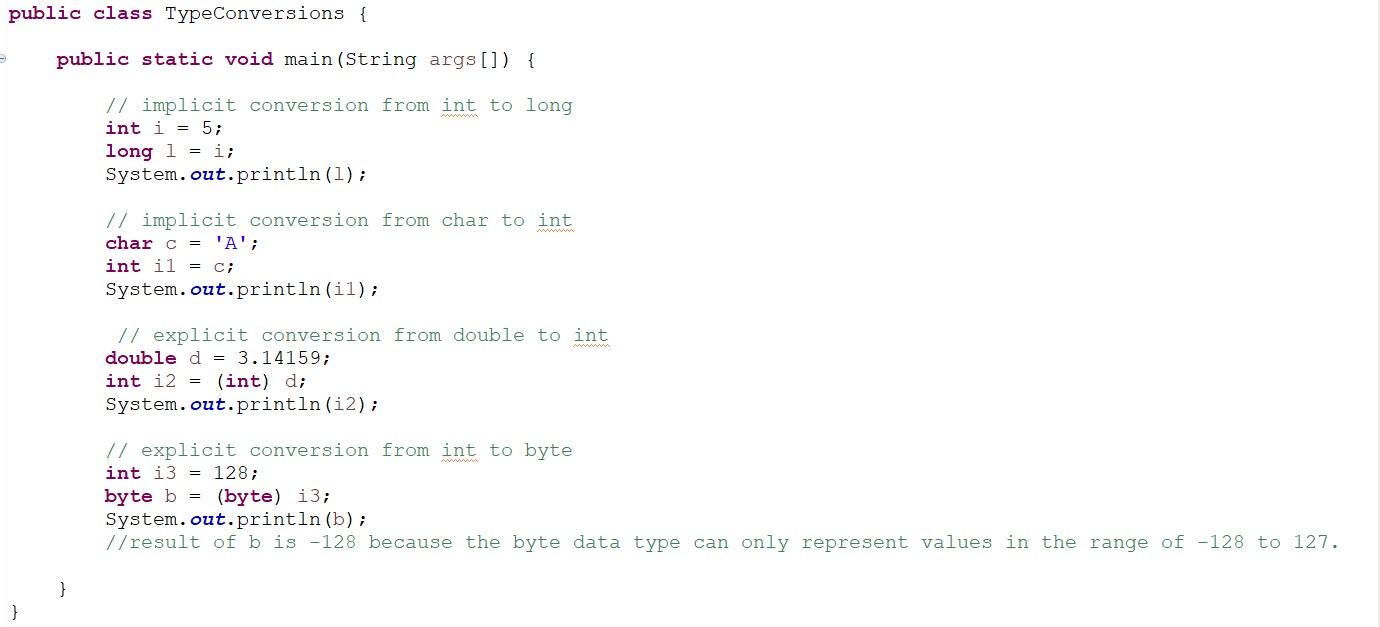 public class TypeConversions {
public static void main(String args[]) {
// implicit conversion from int to long
int i = 5;
long l = i;
System.out.println(l);
// implicit conversion from char to int
char c = 'A';
int i1 = c;
System.out.println(i1);
// explicit conversion from double to int
double d = 3.14159;
int i2 = (int) d;
System.out.println(i2);
// explicit conversion from int to byte
int i3 = 128;
byte b = (byte) i3;
System.out.println(b);
//result of b is -128 because the byte data type can only represent values in the range of -128 to 127.
}
}